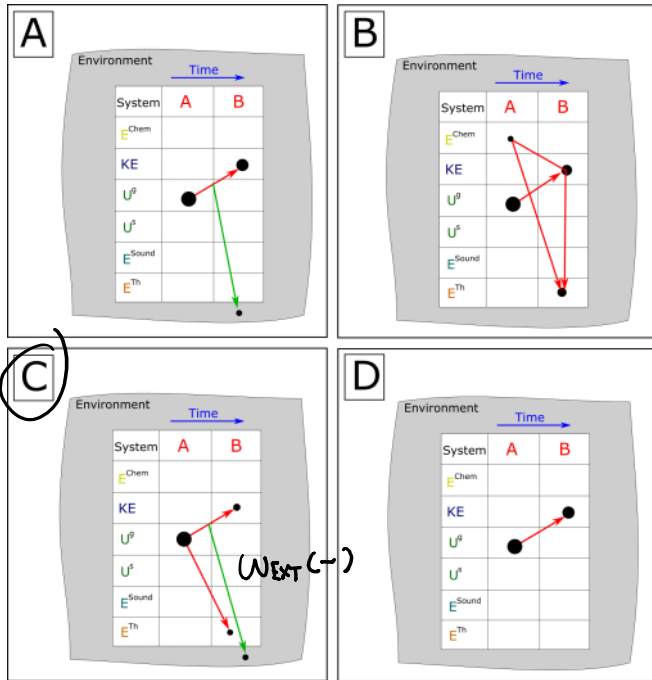 A
Environment
Time
System A B
E^Chem
KE
U^g
U^s
E^Sound
E^Th
B
Environment
Time
System A B
E^Chem
KE
U^g
U^s
E^Sound
E^Th
C
Environment
Time
System A B
E^Chem
KE
U^g
U^s
E^Sound
E^Th
W_EXT (-)
D
Environment
Time
System A B
E^Chem
KE
U^g
U^s
E^Sound
E^Th